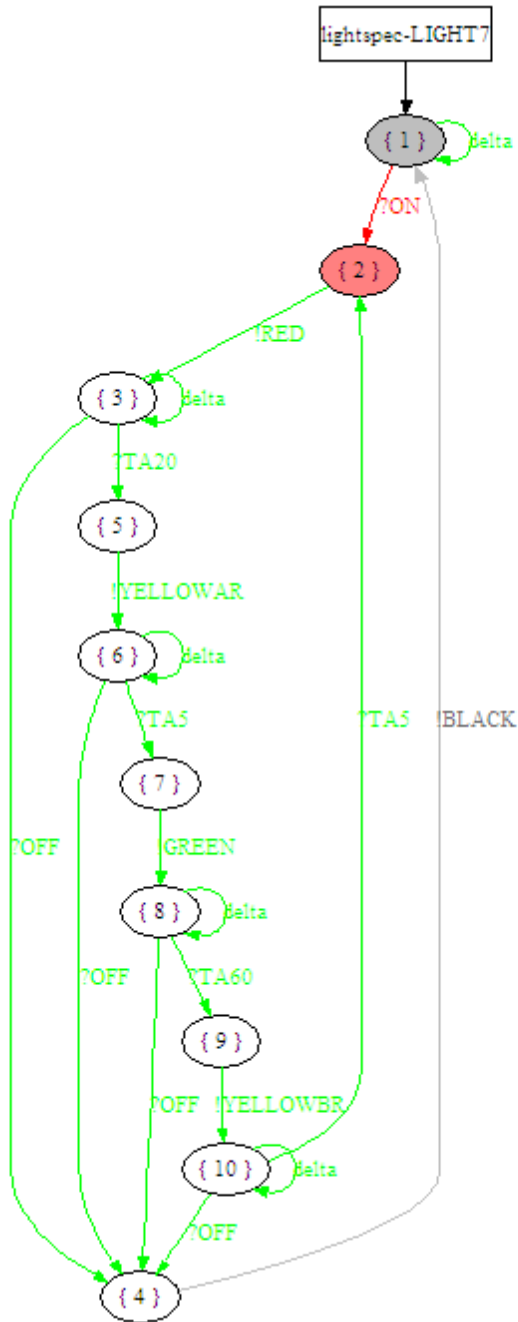 lightspec-LIGHT7
{ 1 }
delta
?ON
{ 2 }
!RED
{ 3 }
delta
?TA20
{ 5 }
!YELLOWAR
{ 6 }
delta
?TA5
?TA5
!BLACK
{ 7 }
?OFF
!GREEN
{ 8 }
delta
?OFF
?TA60
{ 9 }
?OFF
!YELLOWBR
{ 10 }
delta
?OFF
{ 4 }